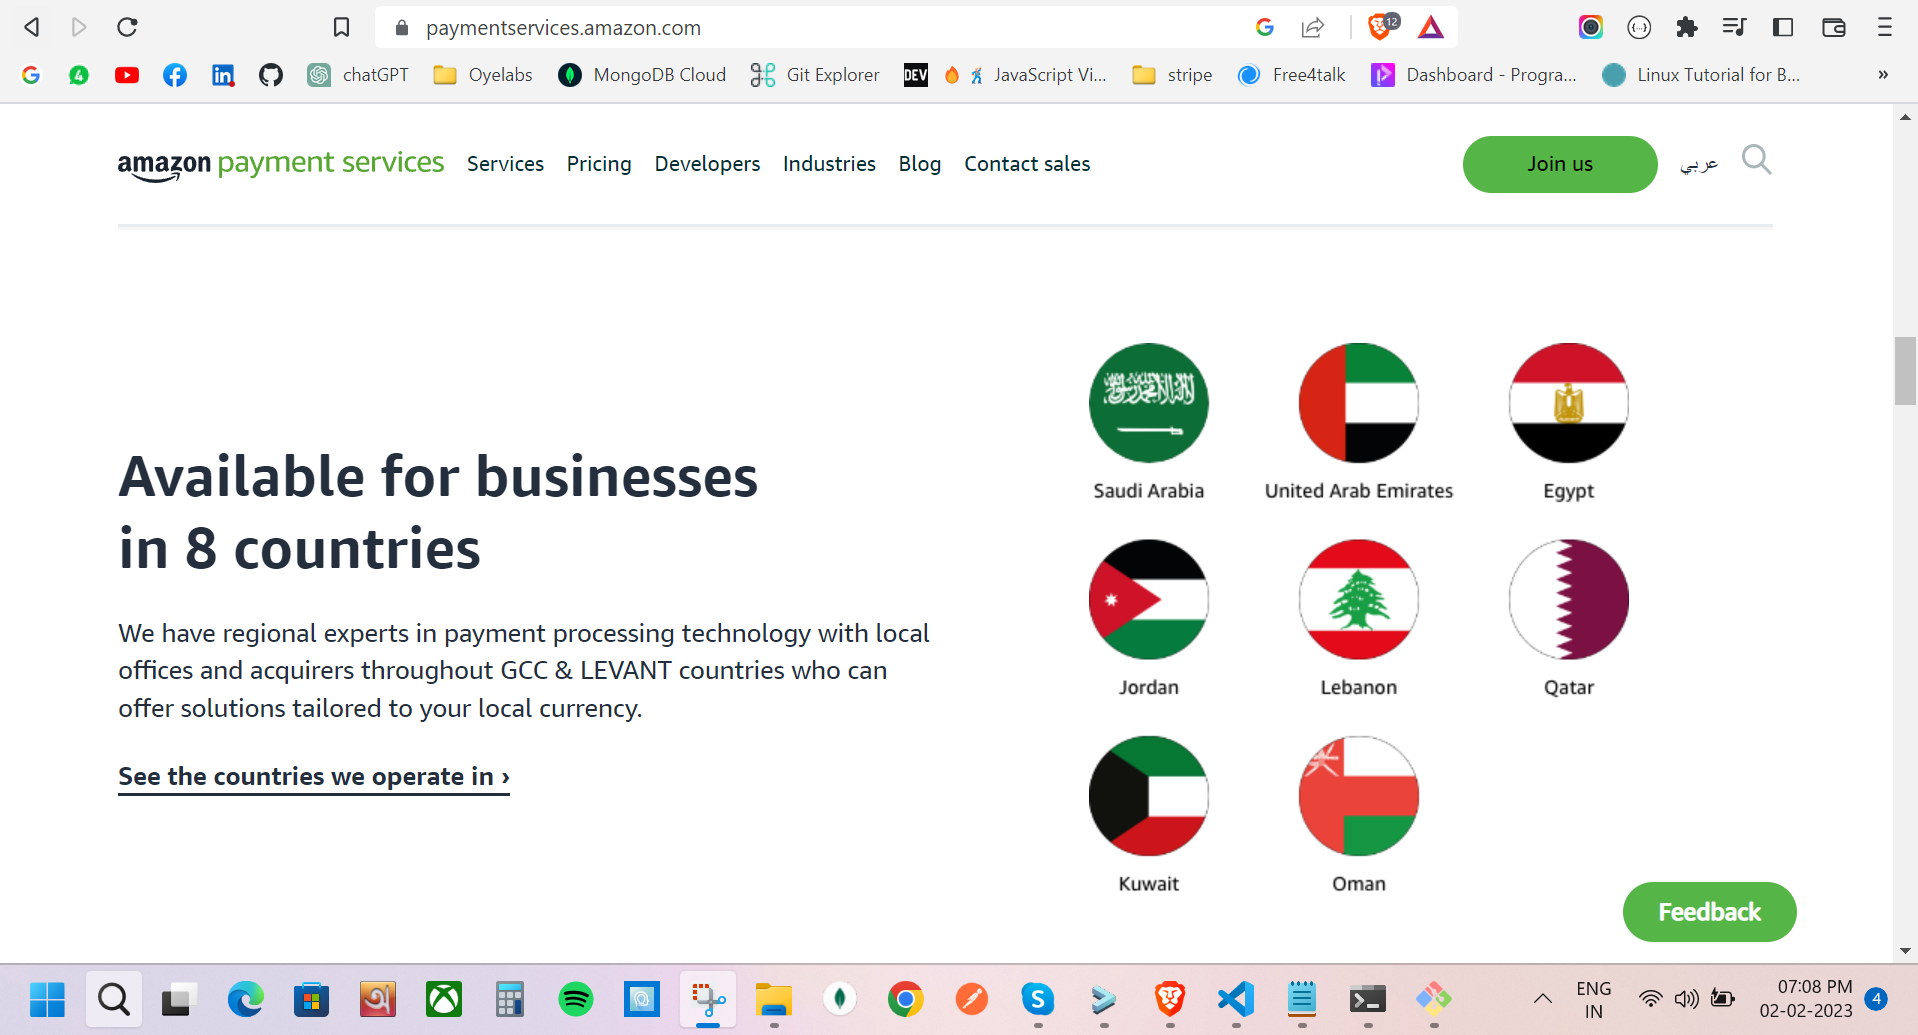 paymentservices.amazon.com
12
4
chatGPT
Oyelabs
MongoDB Cloud
Git Explorer
DEV
JavaScript Vi...
stripe
Free4talk
Dashboard - Progra...
Linux Tutorial for B...
»
amazon payment services
Services
Pricing
Developers
Industries
Blog
Contact sales
Join us
عربي
Available for businesses
in 8 countries
We have regional experts in payment processing technology with local
offices and acquirers throughout GCC & LEVANT countries who can
offer solutions tailored to your local currency.
See the countries we operate in ›
Saudi Arabia
United Arab Emirates
Egypt
Jordan
Lebanon
Qatar
Kuwait
Oman
Feedback
ENG
IN
07:08 PM
02-02-2023
4